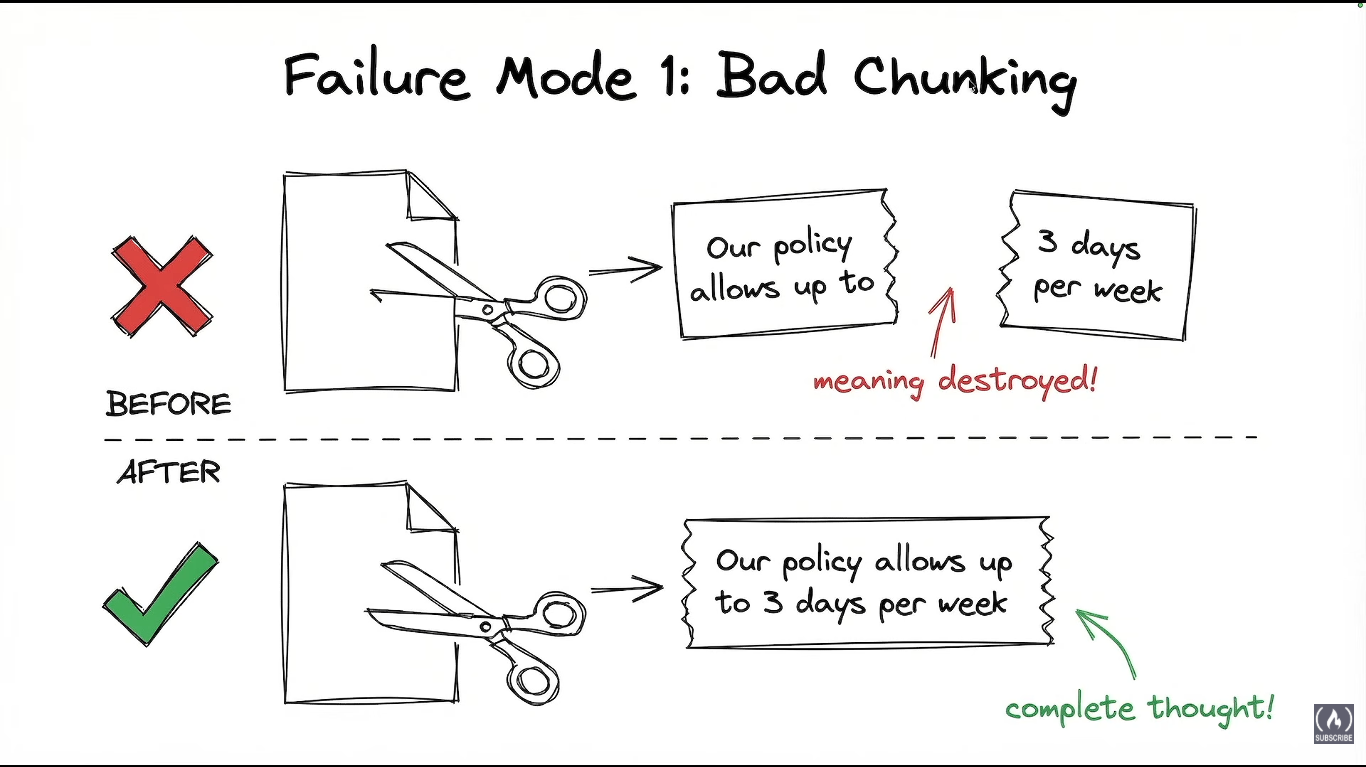 Failure Mode 1: Bad Chunking
Our policy
allows up to
3 days
per week
meaning destroyed!
BEFORE
AFTER
Our policy allows up
to 3 days per week
complete thought!
SUBSCRIBE